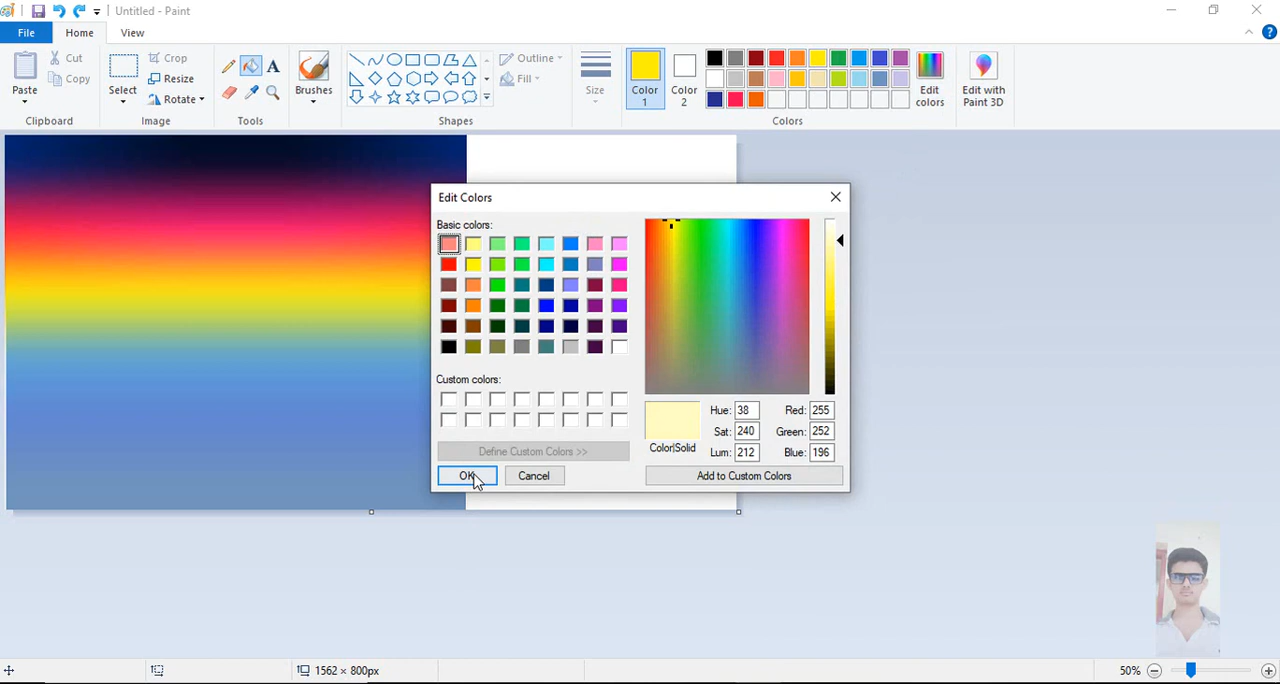 Untitled - Paint
File Home View
Paste
Cut
Copy
Clipboard
Select
Crop
Resize
Rotate
Image
A
Tools
Brushes
Outline
Fill
Shapes
Size
Color 1
Color 2
Edit colors
Colors
Edit with Paint 3D
Edit Colors
Basic colors:
Custom colors:
Define Custom Colors >>
OK Cancel
Color|Solid
Hue: 38 Red: 255
Sat: 240 Green: 252
Lum: 212 Blue: 196
Add to Custom Colors
1562 × 800px
50%